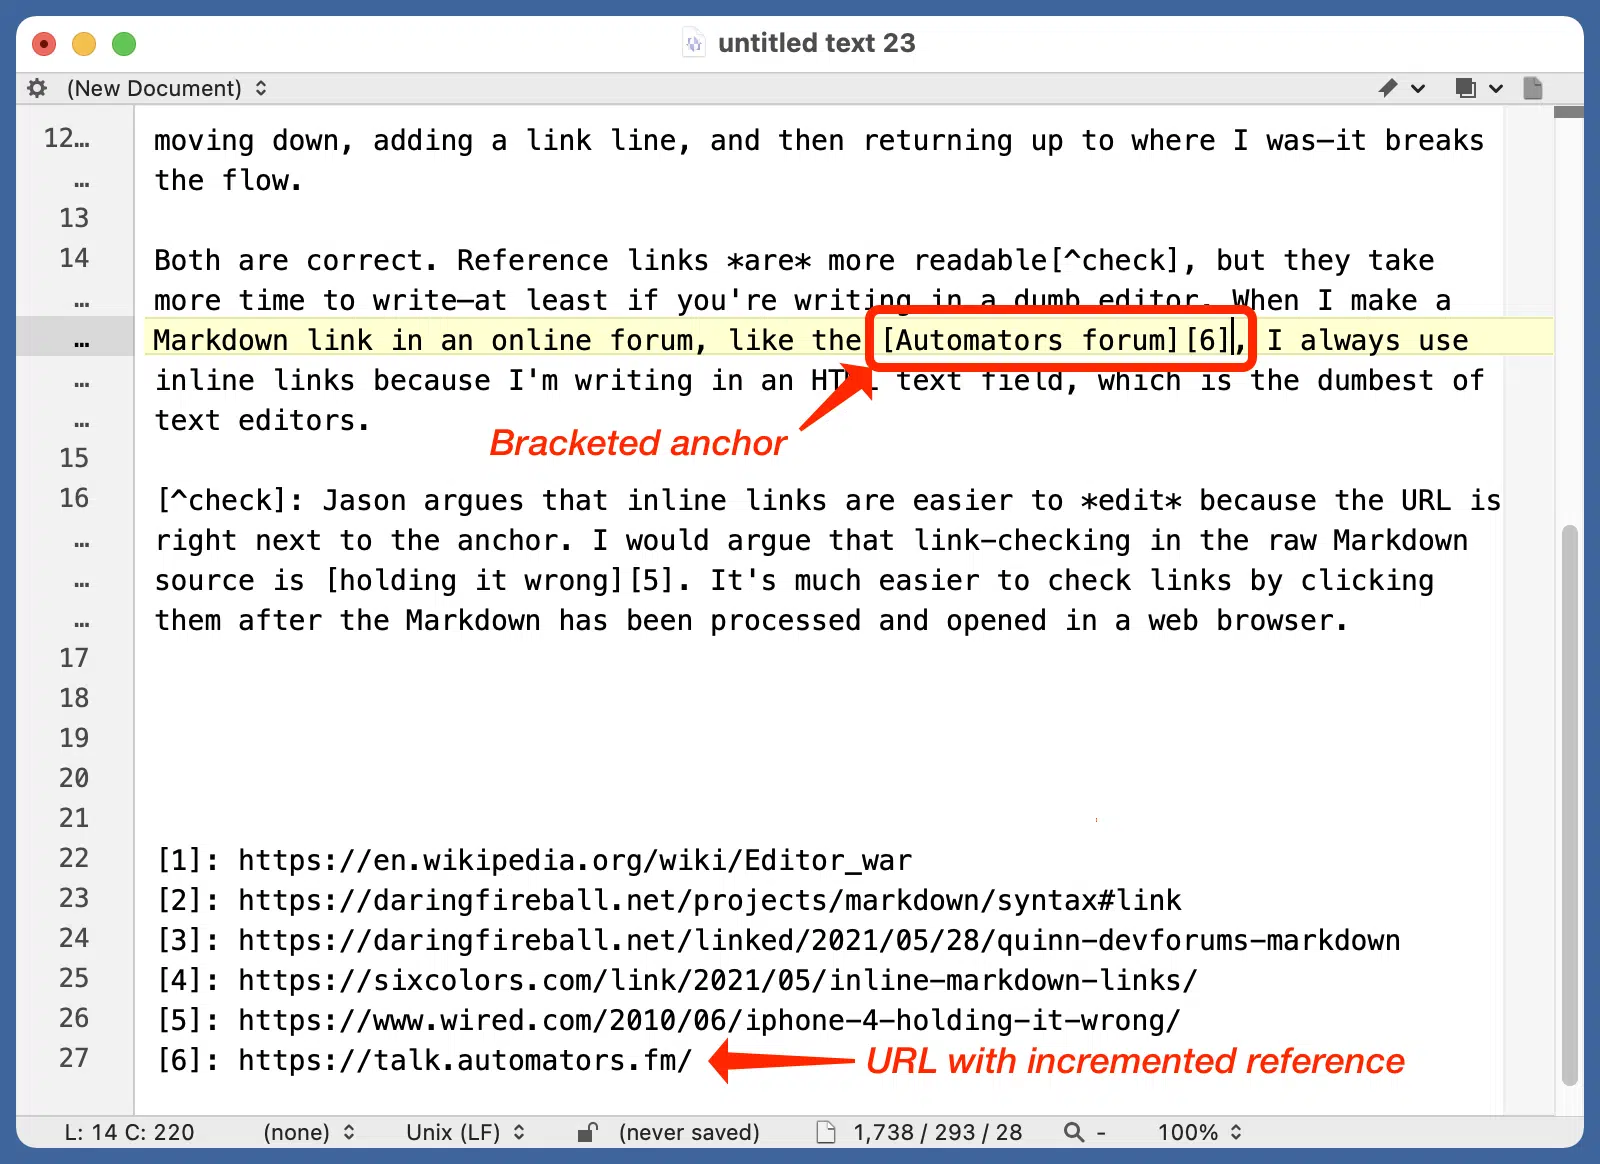 untitled text 23
(New Document)
12… moving down, adding a link line, and then returning up to where I was—it breaks
… the flow.
13
14 Both are correct. Reference links *are* more readable[^check], but they take
… more time to write—at least if you're writing in a dumb editor. When I make a
… Markdown link in an online forum, like the [Automators forum][6], I always use
… inline links because I'm writing in an HTML text field, which is the dumbest of
… text editors.
Bracketed anchor
15
16 [^check]: Jason argues that inline links are easier to *edit* because the URL is
… right next to the anchor. I would argue that link-checking in the raw Markdown
… source is [holding it wrong][5]. It's much easier to check links by clicking
… them after the Markdown has been processed and opened in a web browser.
17
18
19
20
21
22 [1]: https://en.wikipedia.org/wiki/Editor_war
23 [2]: https://daringfireball.net/projects/markdown/syntax#link
24 [3]: https://daringfireball.net/linked/2021/05/28/quinn-devforums-markdown
25 [4]: https://sixcolors.com/link/2021/05/inline-markdown-links/
26 [5]: https://www.wired.com/2010/06/iphone-4-holding-it-wrong/
27 [6]: https://talk.automators.fm/ URL with incremented reference
L: 14 C: 220 (none) Unix (LF) (never saved) 1,738 / 293 / 28 - 100%